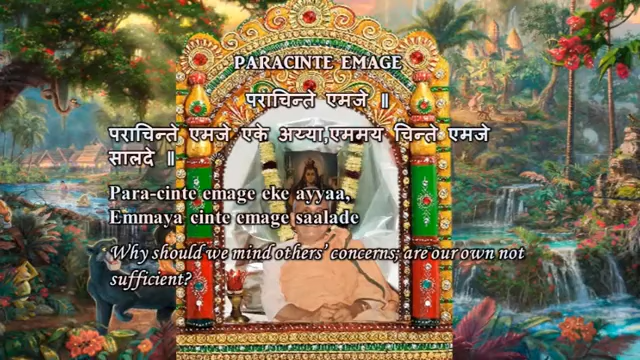 PARACINTE EMAGE
पराचिन्ते एमजे ॥
पराचिन्ते एमजे एके अय्या,एममय चिन्ते एमजे
सालदे ॥
Para-cinte emage eke ayyaa,
Emmaya cinte emage saalade
Why should we mind others' concerns; are our own not
sufficient?